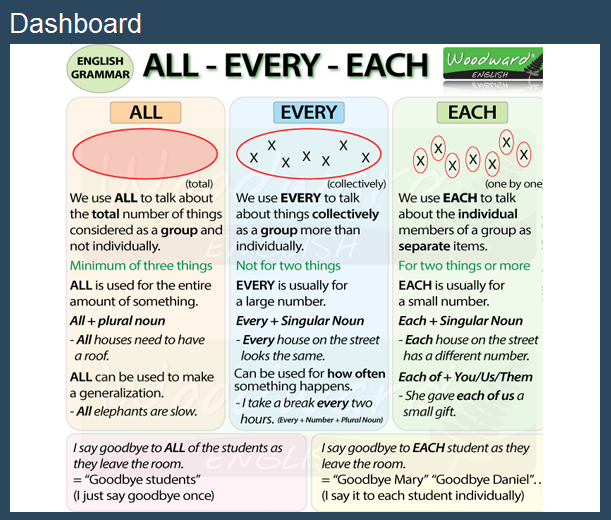 Dashboard
ENGLISH
GRAMMAR
ALL - EVERY - EACH
Woodward®
ENGLISH
ALL
EVERY
EACH
X X X X X X X
X X X X X X X
(total)
(collectively)
(one by one
We use ALL to talk about
the total number of things
considered as a group and
not individually.
Minimum of three things
ALL is used for the entire
amount of something.
All + plural noun
- All houses need to have
a roof.
ALL can be used to make
a generalization.
- All elephants are slow.
We use EVERY to talk
about things collectively
as a group more than
individually.
Not for two things
EVERY is usually for
a large number.
Every + Singular Noun
- Every house on the street
looks the same.
Can be used for how often
something happens.
- I take a break every two
hours. (Every + Number + Plural Noun)
We use EACH to talk
about the individual
members of a group as
separate items.
For two things or more
EACH is usually for
a small number.
Each + Singular Noun
- Each house on the street
has a different number.
Each of + You/Us/Them
- She gave each of us a
small gift.
I say goodbye to ALL of the students as
they leave the room.
= "Goodbye students"
(I just say goodbye once)
I say goodbye to EACH student as they
leave the room.
= "Goodbye Mary" "Goodbye Daniel". .
(I say it to each student individually)